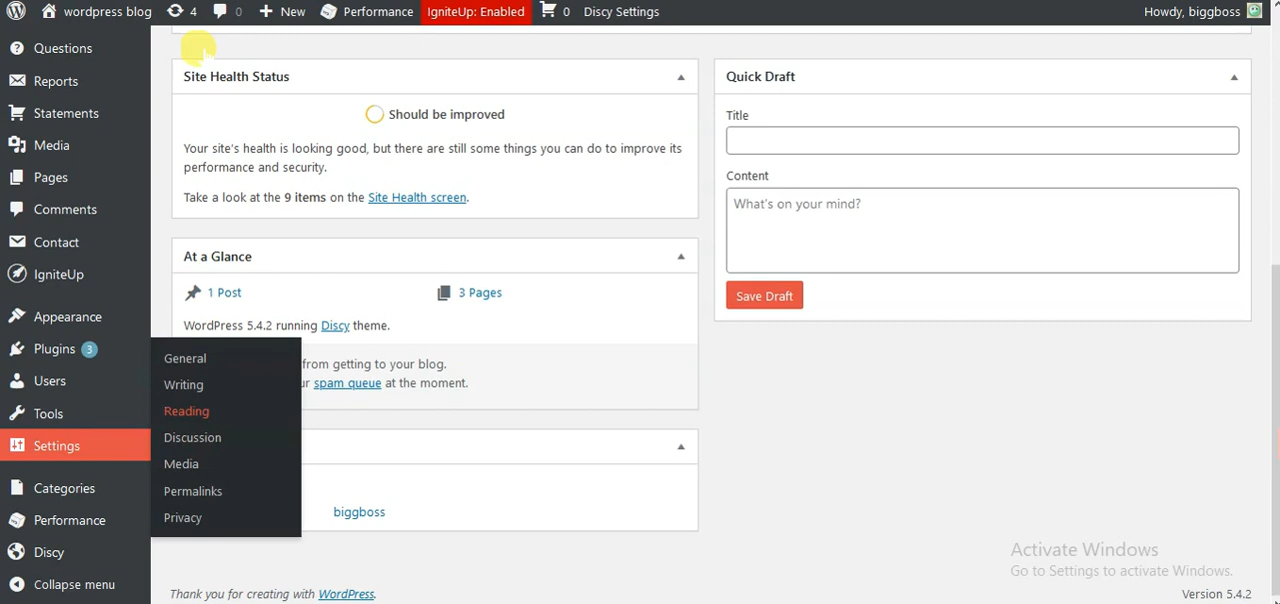 wordpress blog 4 0 New Performance IgniteUp: Enabled 0 Discy Settings Howdy, biggboss
Questions
Reports
Statements
Media
Pages
Comments
Contact
IgniteUp
Appearance
Plugins 3
Users
Tools
Settings
Categories
Performance
Discy
Collapse menu
General
Writing
Reading
Discussion
Media
Permalinks
Privacy
Site Health Status
Should be improved
Your site's health is looking good, but there are still some things you can do to improve its
performance and security.
Take a look at the 9 items on the Site Health screen.
At a Glance
1 Post 3 Pages
WordPress 5.4.2 running Discy theme.
from getting to your blog.
ur spam queue at the moment.
biggboss
Quick Draft
Title
Content
What's on your mind?
Save Draft
Activate Windows
Go to Settings to activate Windows.
Thank you for creating with WordPress.
Version 5.4.2